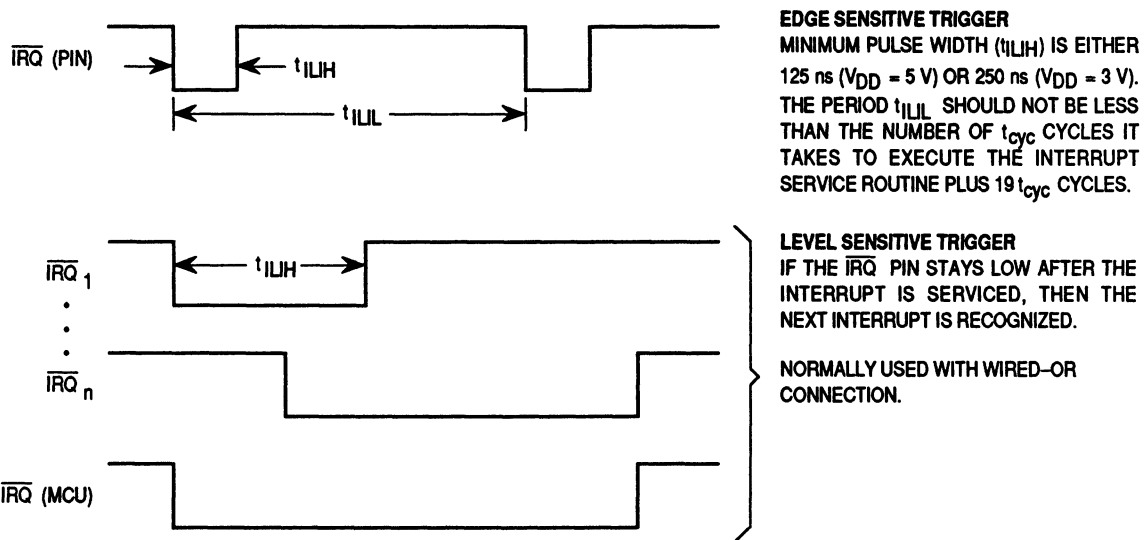 IRQ (PIN)
tILIH
tILIL
EDGE SENSITIVE TRIGGER
MINIMUM PULSE WIDTH (tILIH) IS EITHER
125 ns (VDD = 5 V) OR 250 ns (VDD = 3 V).
THE PERIOD tILIL SHOULD NOT BE LESS
THAN THE NUMBER OF tcyc CYCLES IT
TAKES TO EXECUTE THE INTERRUPT
SERVICE ROUTINE PLUS 19 tcyc CYCLES.
IRQ 1
tILIH
IRQ n
IRQ (MCU)
LEVEL SENSITIVE TRIGGER
IF THE IRQ PIN STAYS LOW AFTER THE
INTERRUPT IS SERVICED, THEN THE
NEXT INTERRUPT IS RECOGNIZED.
NORMALLY USED WITH WIRED–OR
CONNECTION.